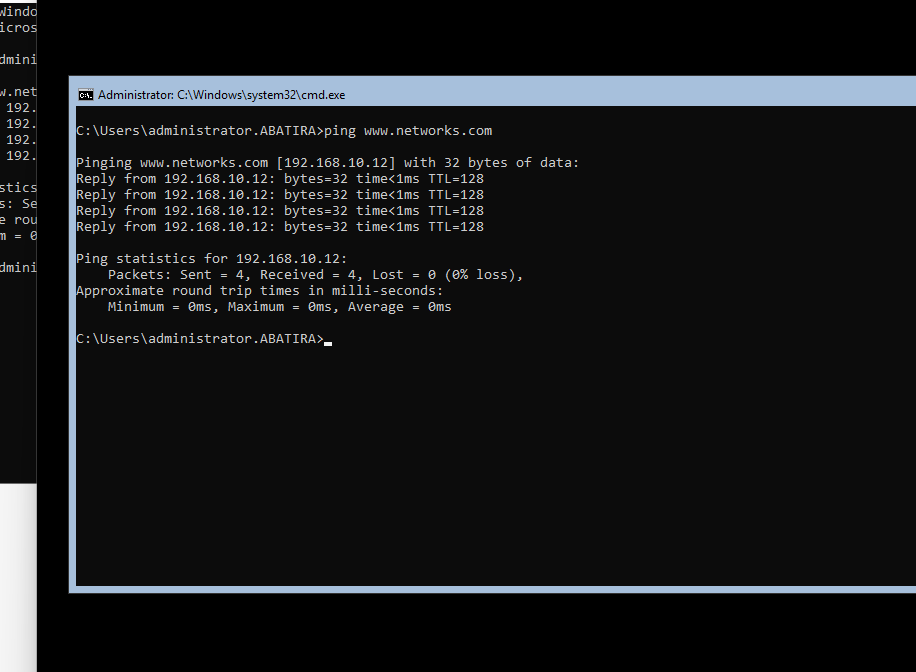 Windo
icros
dmini
w.net
192.
192.
192.
192.
stics
s: Se
e rou
m = 0
dmini
Administrator: C:\Windows\system32\cmd.exe
C:\Users\administrator.ABATIRA>ping www.networks.com
Pinging www.networks.com [192.168.10.12] with 32 bytes of data:
Reply from 192.168.10.12: bytes=32 time<1ms TTL=128
Reply from 192.168.10.12: bytes=32 time<1ms TTL=128
Reply from 192.168.10.12: bytes=32 time<1ms TTL=128
Reply from 192.168.10.12: bytes=32 time<1ms TTL=128
Ping statistics for 192.168.10.12:
Packets: Sent = 4, Received = 4, Lost = 0 (0% loss),
Approximate round trip times in milli-seconds:
Minimum = 0ms, Maximum = 0ms, Average = 0ms
C:\Users\administrator.ABATIRA>